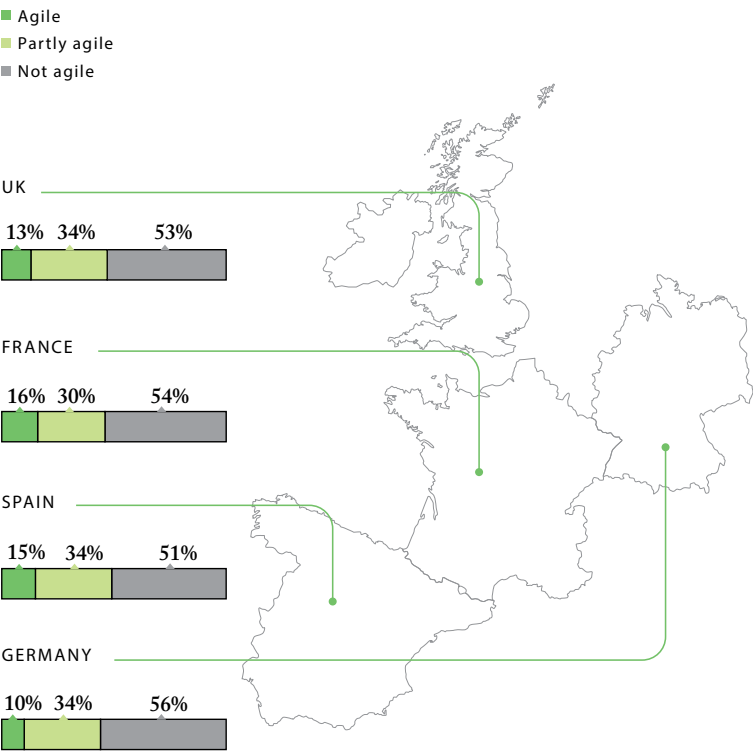 Agile
Partly agile
Not agile
UK
13% 34% 53%
FRANCE
16% 30% 54%
SPAIN
15% 34% 51%
GERMANY
10% 34% 56%